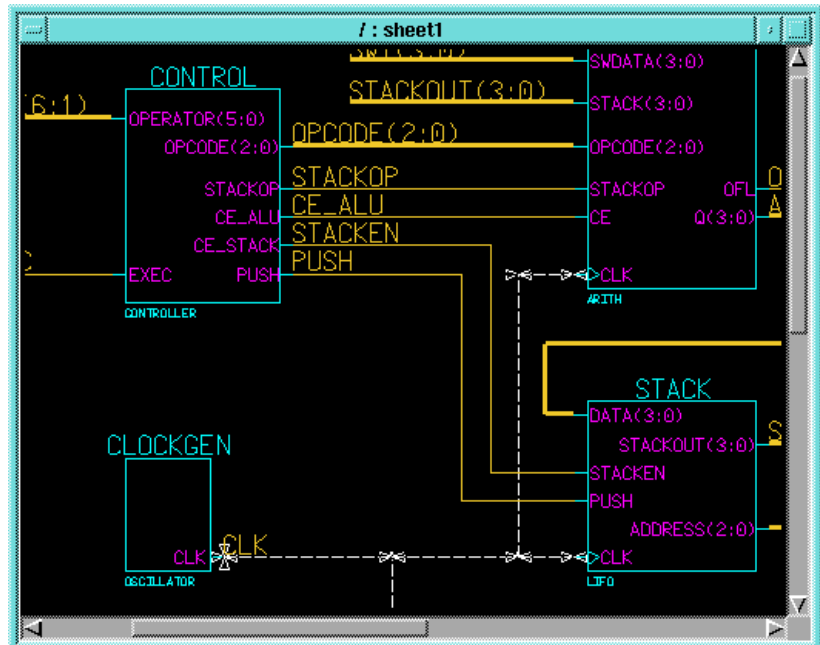 / : sheet1
CONTROL
OPERATOR(5:0)
OPCODE(2:0)
STACKOP
CE_ALU
CE_STACK
EXEC
PUSH
CONTROLLER
STACKOUT(3:0)
OPCODE(2:0)
STACKOP
CE_ALU
STACKEN
PUSH
SWDATA(3:0)
STACK(3:0)
OPCODE(2:0)
STACKOP
OFL
CE
Q(3:0)
CLK
ARITH
CLOCKGEN
CLK
CLK
OSCILLATOR
STACK
DATA(3:0)
STACKOUT(3:0)
STACKEN
PUSH
ADDRESS(2:0)
CLK
LIFO